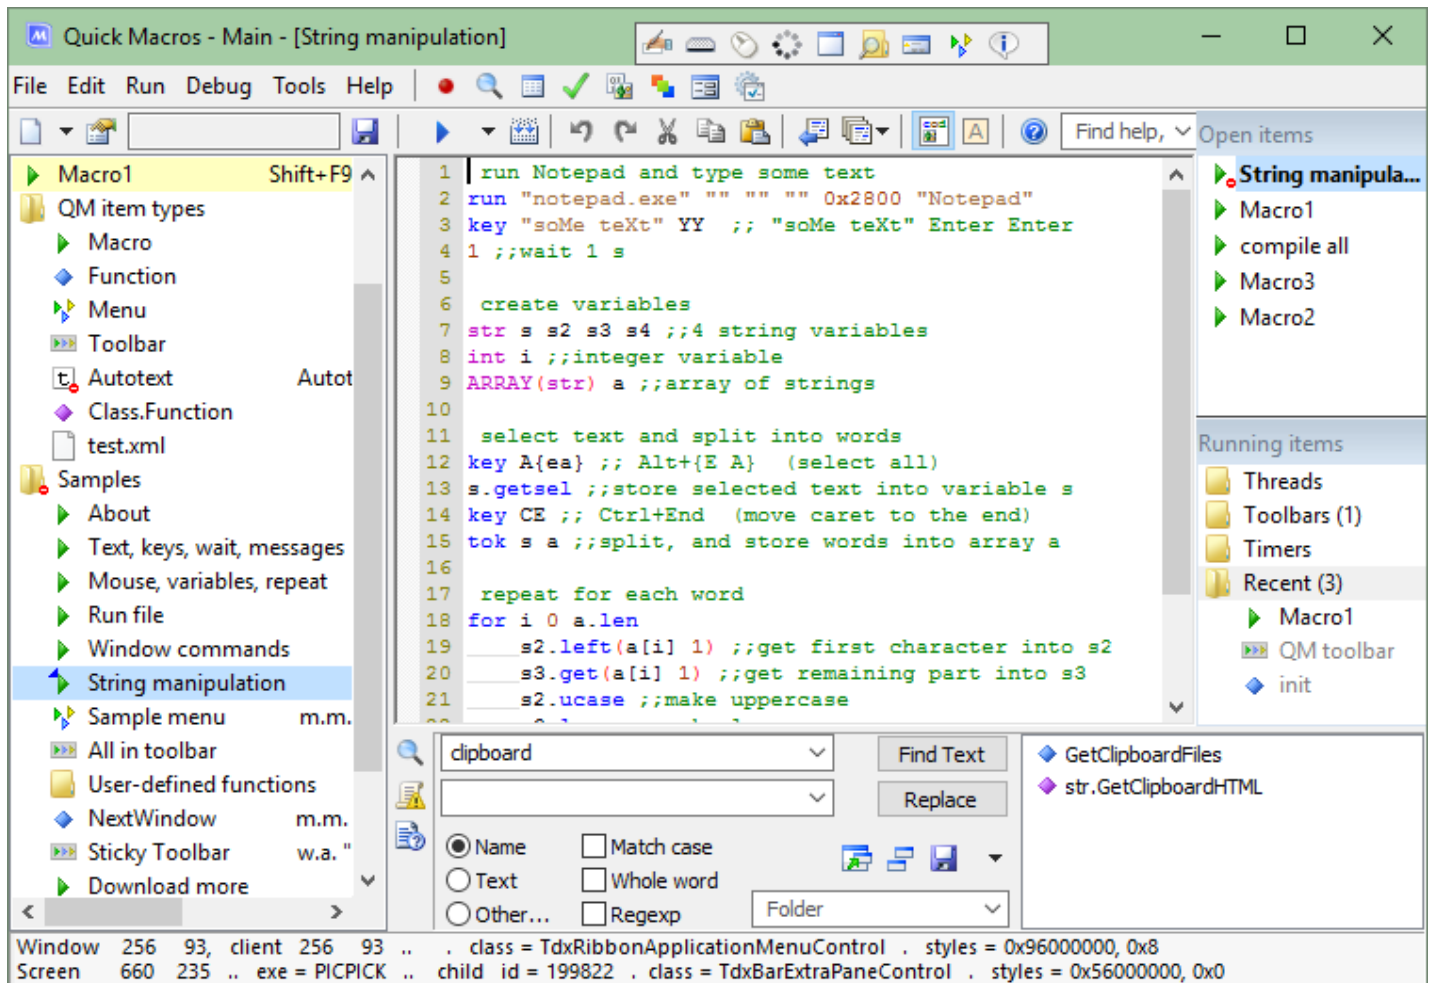 Quick Macros - Main - [String manipulation]
File Edit Run Debug Tools Help
Find help,
Macro1 Shift+F9
QM item types
Macro
Function
Menu
Toolbar
Autotext Autot
Class.Function
test.xml
Samples
About
Text, keys, wait, messages
Mouse, variables, repeat
Run file
Window commands
String manipulation
Sample menu m.m.
All in toolbar
User-defined functions
NextWindow m.m.
Sticky Toolbar w.a. "
Download more
1 run Notepad and type some text
2 run "notepad.exe" "" "" "" 0x2800 "Notepad"
3 key "soMe teXt" YY ;; "soMe teXt" Enter Enter
4 1 ;;wait 1 s
5
6 create variables
7 str s s2 s3 s4 ;;4 string variables
8 int i ;;integer variable
9 ARRAY(str) a ;;array of strings
10
11 select text and split into words
12 key A{ea} ;; Alt+{E A} (select all)
13 s.getsel ;;store selected text into variable s
14 key CE ;; Ctrl+End (move caret to the end)
15 tok s a ;;split, and store words into array a
16
17 repeat for each word
18 for i 0 a.len
19 s2.left(a[i] 1) ;;get first character into s2
20 s3.get(a[i] 1) ;;get remaining part into s3
21 s2.ucase ;;make uppercase
Open items
String manipula...
Macro1
compile all
Macro3
Macro2
Running items
Threads
Toolbars (1)
Timers
Recent (3)
Macro1
QM toolbar
init
clipboard
Find Text
Replace
Name
Match case
Text
Whole word
Other...
Regexp
Folder
GetClipboardFiles
str.GetClipboardHTML
Window 256 93, client 256 93 .. . class = TdxRibbonApplicationMenuControl . styles = 0x96000000, 0x8
Screen 660 235 .. exe = PICPICK .. child id = 199822 . class = TdxBarExtraPaneControl . styles = 0x56000000, 0x0